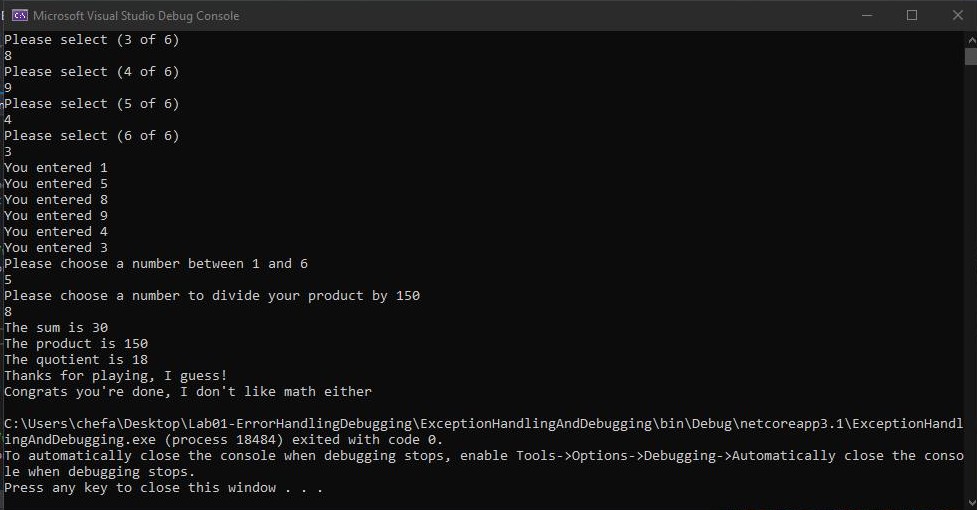 Microsoft Visual Studio Debug Console
Please select (3 of 6)
8
Please select (4 of 6)
9
Please select (5 of 6)
4
Please select (6 of 6)
3
You entered 1
You entered 5
You entered 8
You entered 9
You entered 4
You entered 3
Please choose a number between 1 and 6
5
Please choose a number to divide your product by 150
8
The sum is 30
The product is 150
The quotient is 18
Thanks for playing, I guess!
Congrats you're done, I don't like math either
C:\Users\chefa\Desktop\Lab01-ErrorHandlingDebugging\ExceptionHandlingAndDebugging\bin\Debug\netcoreapp3.1\ExceptionHandl
ingAndDebugging.exe (process 18484) exited with code 0.
To automatically close the console when debugging stops, enable Tools->Options->Debugging->Automatically close the conso
le when debugging stops.
Press any key to close this window . . .